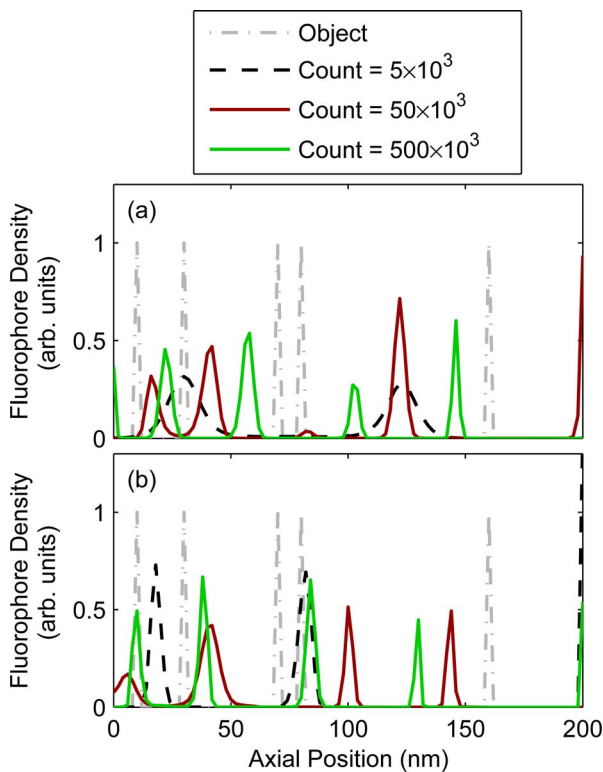 Object
Count = 5×10³
Count = 50×10³
Count = 500×10³
(a)
Fluorophore Density
(arb. units)
1
0.5
0
(b)
Fluorophore Density
(arb. units)
1
0.5
0
0 50 100 150 200
Axial Position (nm)